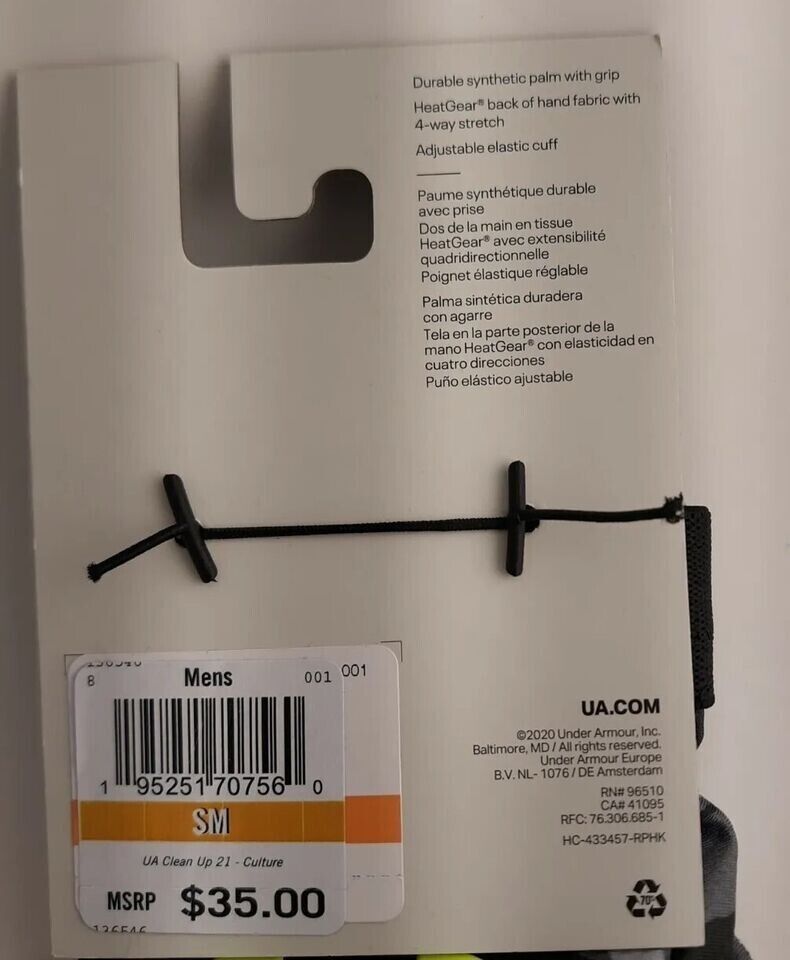 Durable synthetic palm with grip
HeatGear® back of hand fabric with
4-way stretch
Adjustable elastic cuff
Paume synthétique durable
avec prise
Dos de la main en tissue
HeatGear® avec extensibilité
quadridirectionnelle
Poignet élastique réglable
Palma sintética duradera
con agarre
Tela en la parte posterior de la
mano HeatGear® con elasticidad en
cuatro direcciones
Puño elástico ajustable
8 Mens 001 001
1 95251 70756 0
SM
UA Clean Up 21 - Culture
MSRP $35.00
UA.COM
©2020 Under Armour, Inc.
Baltimore, MD / All rights reserved.
Under Armour Europe
B.V. NL- 1076 / DE Amsterdam
RN# 96510
CA# 41095
RFC: 76.306.685-1
HC-433457-RPHK
70%